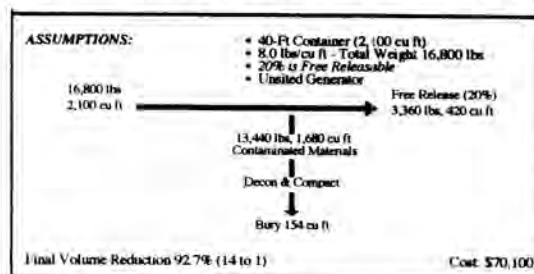 ASSUMPTIONS:
• 40-Ft Container (2,100 cu ft)
• 8.0 lbs/cu ft - Total Weight 16,800 lbs
• 20% is Free Releasable
• Unsited Generator
16,800 lbs
2,100 cu ft
Free Release (20%)
3,360 lbs, 420 cu ft
13,440 lbs, 1,680 cu ft
Contaminated Materials
Decon & Compact
Bury 154 cu ft
Final Volume Reduction 92.7% (14 to 1)
Cost: $70,100